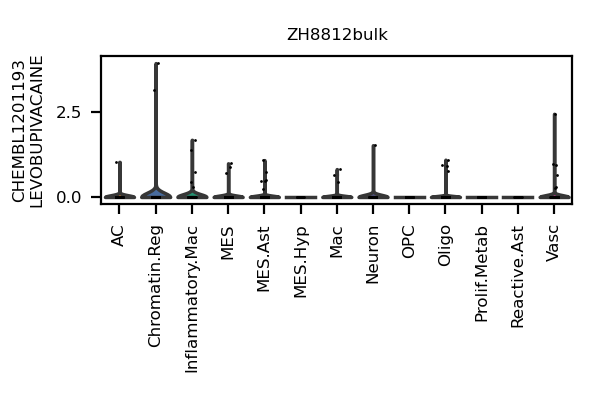 ZH8812bulk
CHEMBL1201193
LEVOBUPIVACAINE
2.5
0.0
AC
Chromatin.Reg
Inflammatory.Mac
MES
MES.Ast
MES.Hyp
Mac
Neuron
OPC
Oligo
Prolif.Metab
Reactive.Ast
Vasc